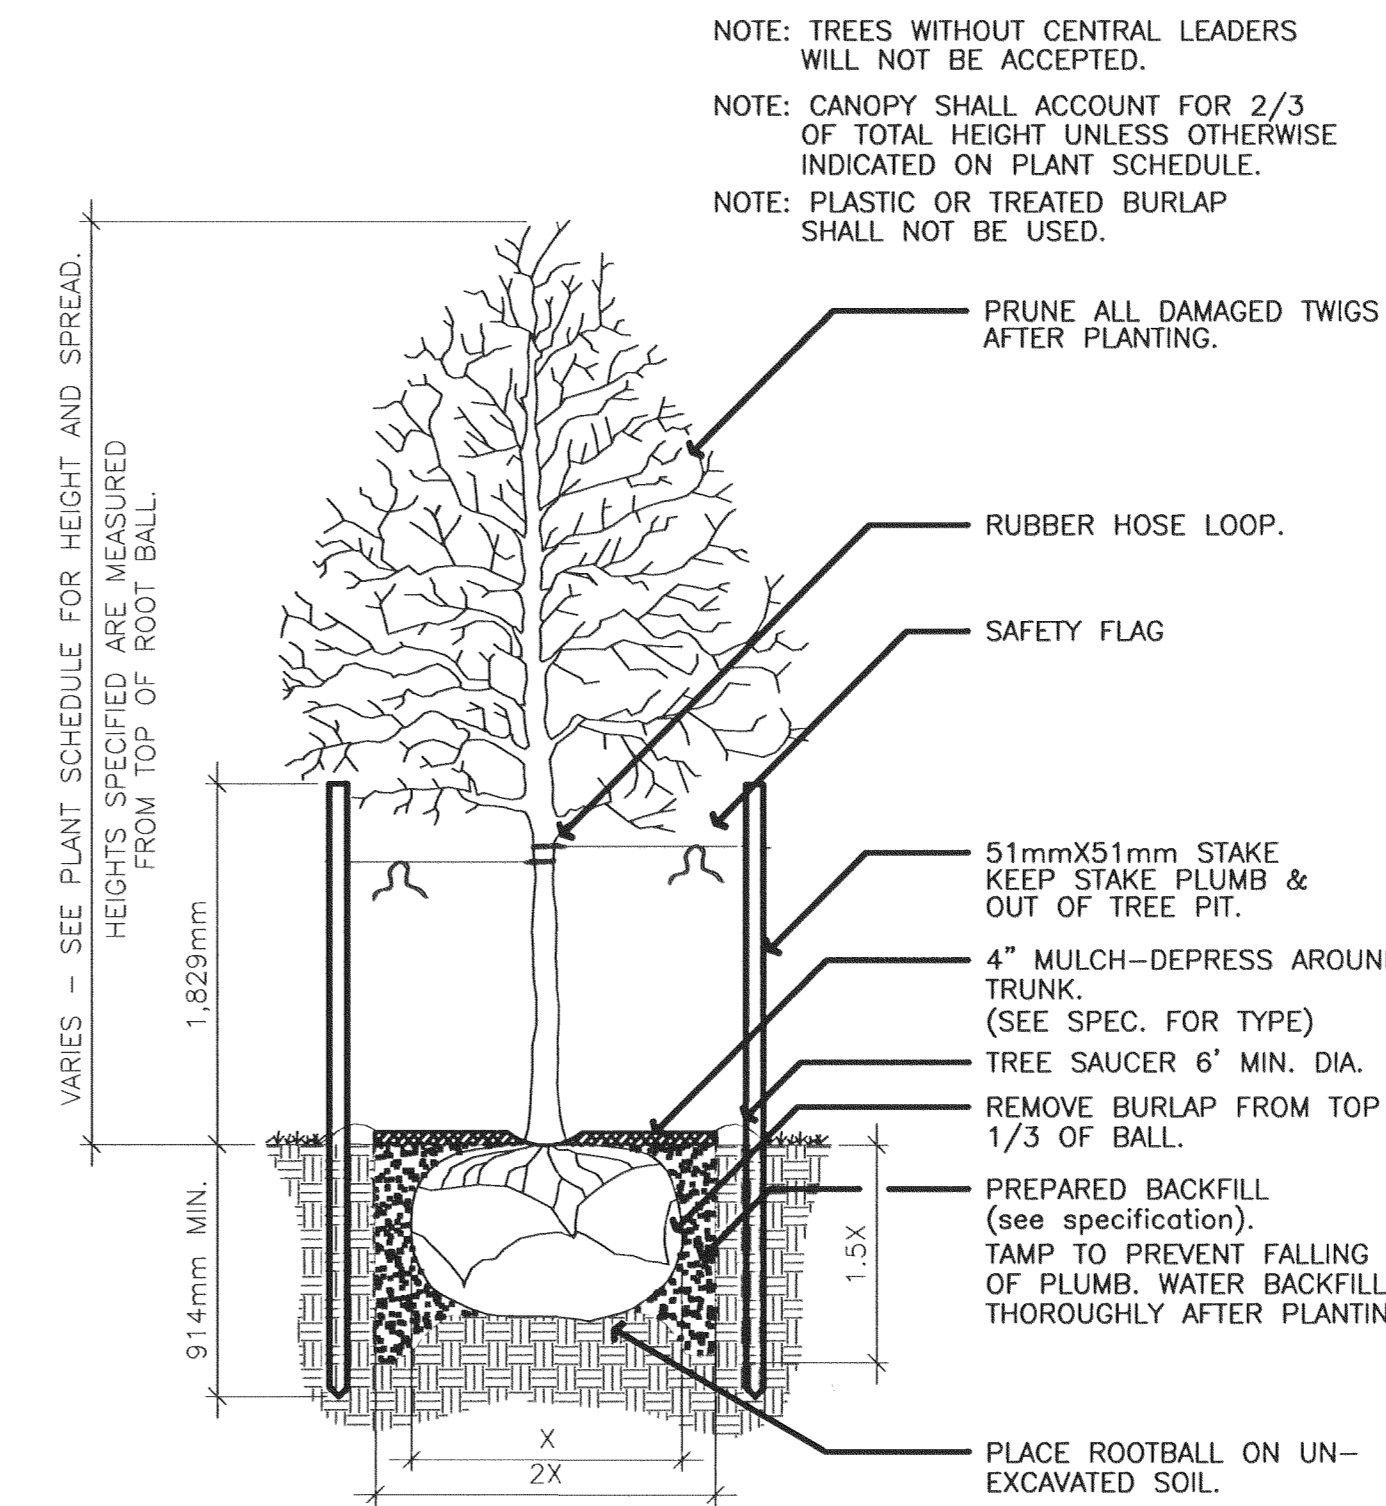 NOTE: TREES WITHOUT CENTRAL LEADERS
WILL NOT BE ACCEPTED.
NOTE: CANOPY SHALL ACCOUNT FOR 2/3
OF TOTAL HEIGHT UNLESS OTHERWISE
INDICATED ON PLANT SCHEDULE.
NOTE: PLASTIC OR TREATED BURLAP
SHALL NOT BE USED.
VARIES – SEE PLANT SCHEDULE FOR HEIGHT AND SPREAD.
HEIGHTS SPECIFIED ARE MEASURED
FROM TOP OF ROOT BALL.
PRUNE ALL DAMAGED TWIGS
AFTER PLANTING.
RUBBER HOSE LOOP.
SAFETY FLAG
1,829mm
51mmX51mm STAKE
KEEP STAKE PLUMB &
OUT OF TREE PIT.
4" MULCH–DEPRESS AROUN
TRUNK.
(SEE SPEC. FOR TYPE)
TREE SAUCER 6' MIN. DIA.
REMOVE BURLAP FROM TOP
1/3 OF BALL.
914mm MIN.
1.5X
PREPARED BACKFILL
(see specification).
TAMP TO PREVENT FALLING
OF PLUMB. WATER BACKFILL
THOROUGHLY AFTER PLANTIN
X
2X
PLACE ROOTBALL ON UN–
EXCAVATED SOIL.